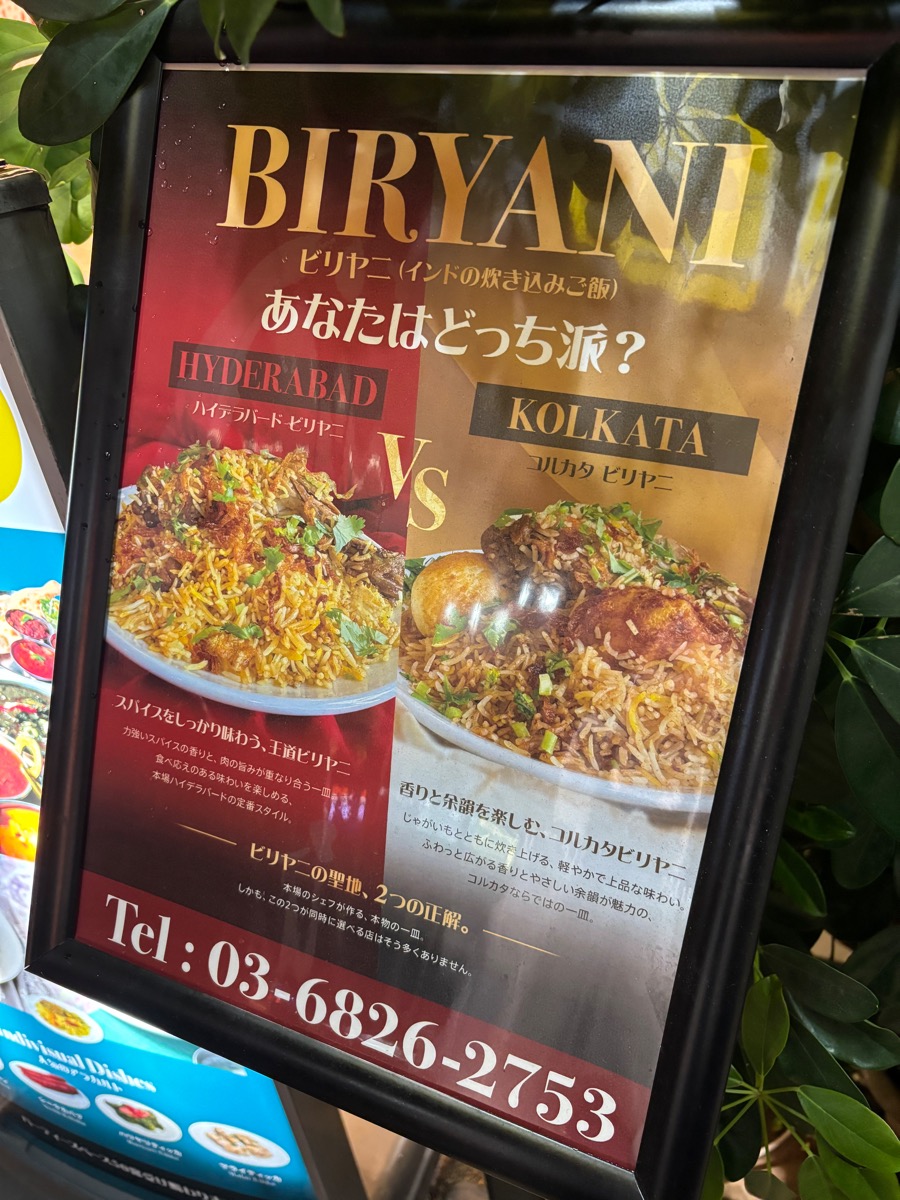 BIRYANI
ビリヤニ (インドの炊き込みご飯)
あなたはどっち派？
HYDERABAD
ハイデラバード ビリヤニ
VS
KOLKATA
コルカタ ビリヤニ
スパイスをしっかり味わう、王道ビリヤニ
力強いスパイスの香りと、肉の旨みが重なり合う一皿。
食べ応えのある味わいを楽しめる、
本場ハイデラバードの定番スタイル。
香りと余韻を楽しむ、コルカタビリヤニ
じゃがいもとともに炊き上げる、軽やかで上品な味わい。
ふわっと広がる香りとやさしい余韻が魅力の、
コルカタならではの一皿。
ビリヤニの聖地、2つの正解。
本場のシェフが作る、本物の一皿。
しかも、この2つが同時に選べる店はそう多くありません。
Tel : 03-6826-2753
Dishes